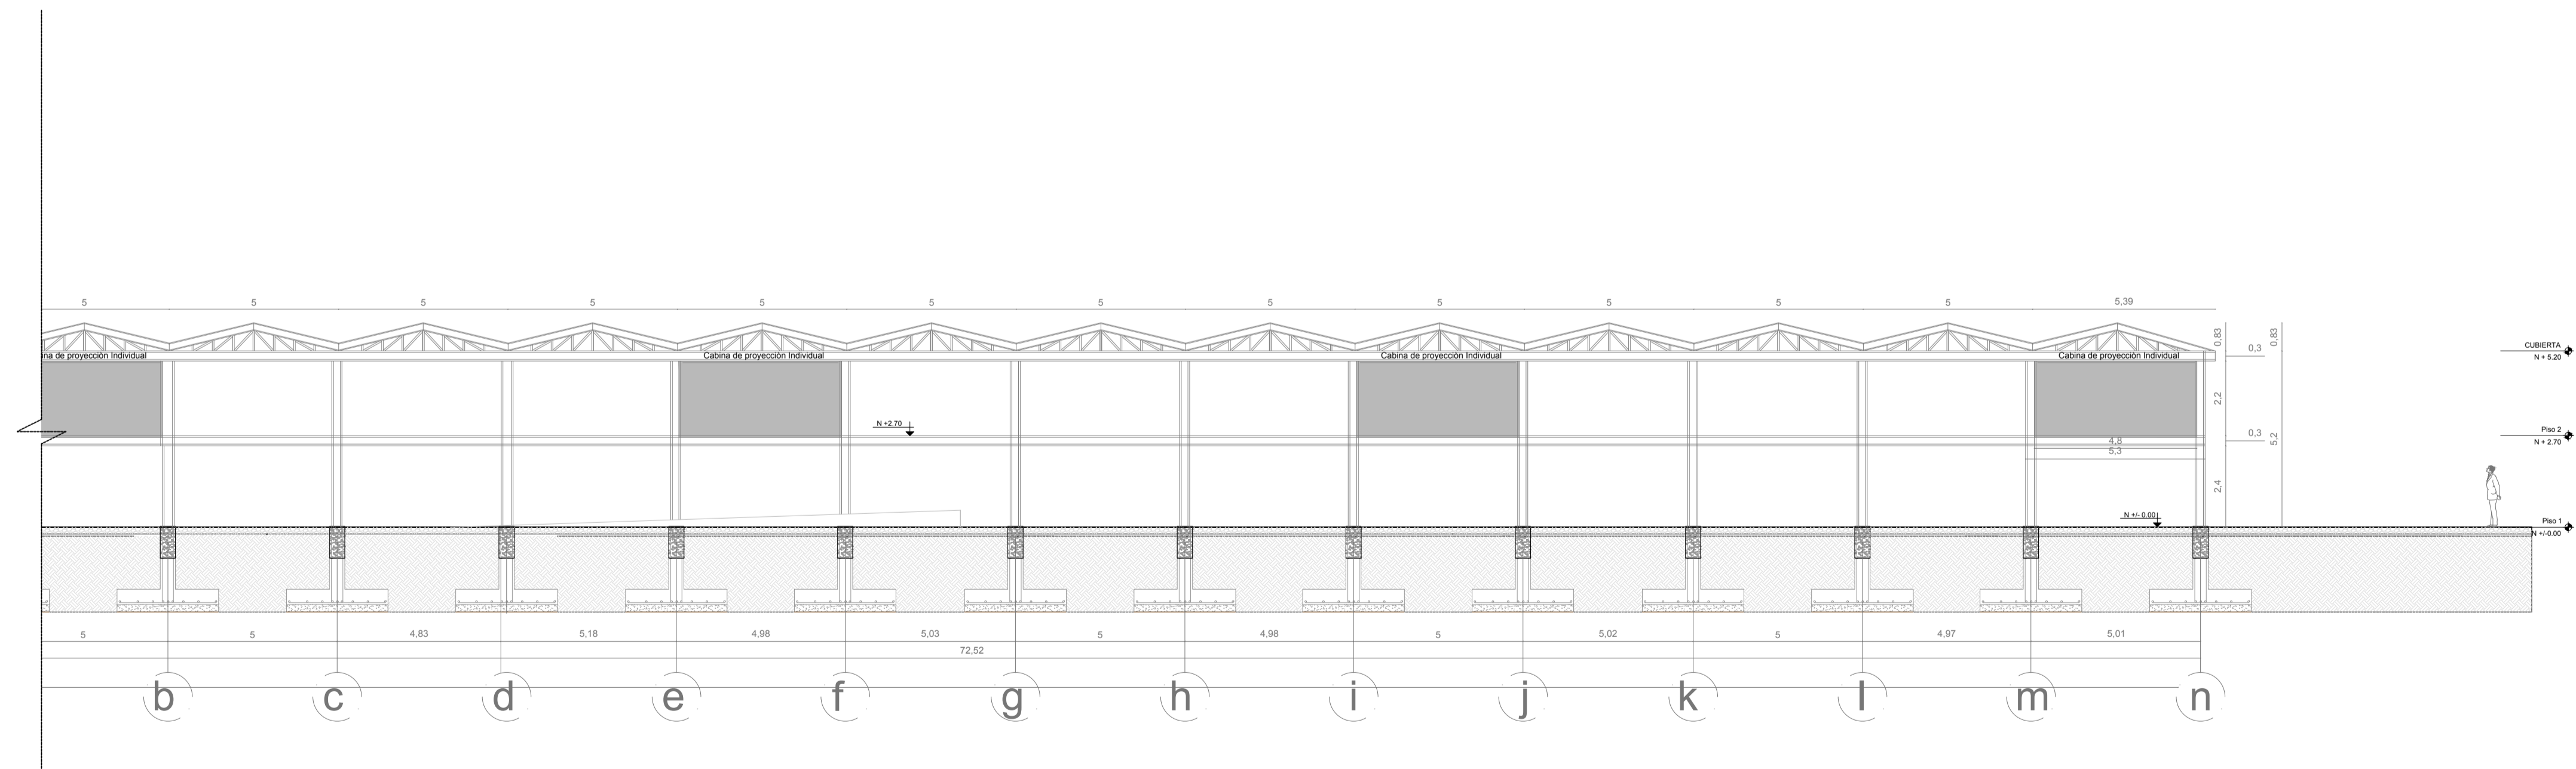 5 5 5 5 5 5 5 5 5 5 5 5 5,39
0,83 0,83
ina de proyección Individual Cabina de proyección Individual Cabina de proyección Individual Cabina de proyección Individual
0,3
CUBIERTA
N + 5.20
2,2
N +2.70
0,3
5,2
Piso 2
N + 2.70
4,8
5,3
2,4
N +/- 0.00
Piso 1
N +/-0.00
5 5 4,83 5,18 4,98 5,03 5 4,98 5 5,02 5 4,97 5,01
72,52
b c d e f g h i j k l m n